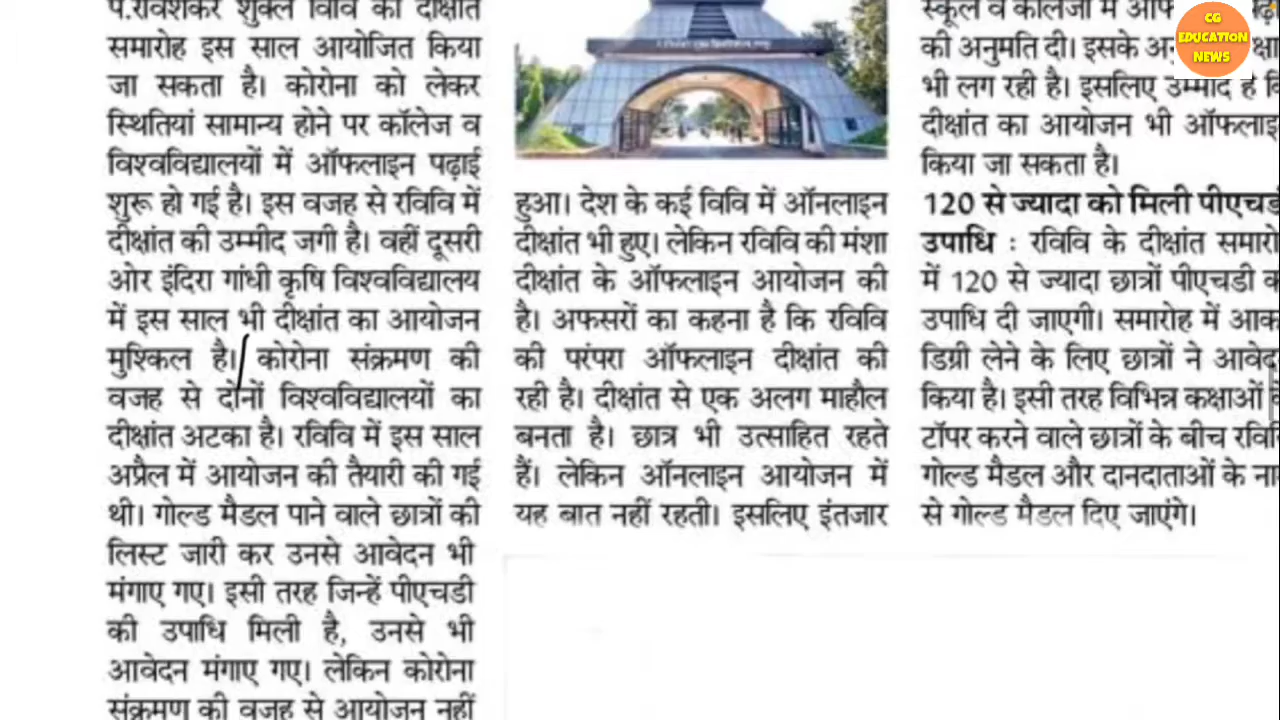 पं.रविशंकर शुक्ल विवि का दीक्षांत
समारोह इस साल आयोजित किया
जा सकता है। कोरोना को लेकर
स्थितियां सामान्य होने पर कॉलेज व
विश्वविद्यालयों में ऑफलाइन पढ़ाई
शुरू हो गई है। इस वजह से रविवि में
दीक्षांत की उम्मीद जगी है। वहीं दूसरी
ओर इंदिरा गांधी कृषि विश्वविद्यालय
में इस साल भी दीक्षांत का आयोजन
मुश्किल है। कोरोना संक्रमण की
वजह से दोनों विश्वविद्यालयों का
दीक्षांत अटका है। रविवि में इस साल
अप्रैल में आयोजन की तैयारी की गई
थी। गोल्ड मैडल पाने वाले छात्रों की
लिस्ट जारी कर उनसे आवेदन भी
मंगाए गए। इसी तरह जिन्हें पीएचडी
की उपाधि मिली है, उनसे भी
आवेदन मंगाए गए। लेकिन कोरोना
संक्रमण की वजह से आयोजन नहीं
हुआ। देश के कई विवि में ऑनलाइन
दीक्षांत भी हुए। लेकिन रविवि की मंशा
दीक्षांत के ऑफलाइन आयोजन की
है। अफसरों का कहना है कि रविवि
की परंपरा ऑफलाइन दीक्षांत की
रही है। दीक्षांत से एक अलग माहौल
बनता है। छात्र भी उत्साहित रहते
हैं। लेकिन ऑनलाइन आयोजन में
यह बात नहीं रहती। इसलिए इंतजार
स्कूल व कॉलेजों में
की अनुमति दी। इसके
भी लग रही है। इसलिए उम्मीद है
दीक्षांत का आयोजन भी ऑफलाइ
किया जा सकता है।
120 से ज्यादा को मिली पीएचड
उपाधि : रविवि के दीक्षांत समारो
में 120 से ज्यादा छात्रों पीएचडी
उपाधि दी जाएगी। समारोह में आक
डिग्री लेने के लिए छात्रों ने आवेद
किया है। इसी तरह विभिन्न कक्षाओं
टॉपर करने वाले छात्रों के बीच रवि
गोल्ड मैडल और दानदाताओं के ना
से गोल्ड मैडल दिए जाएंगे।
CG
EDUCATION
NEWS